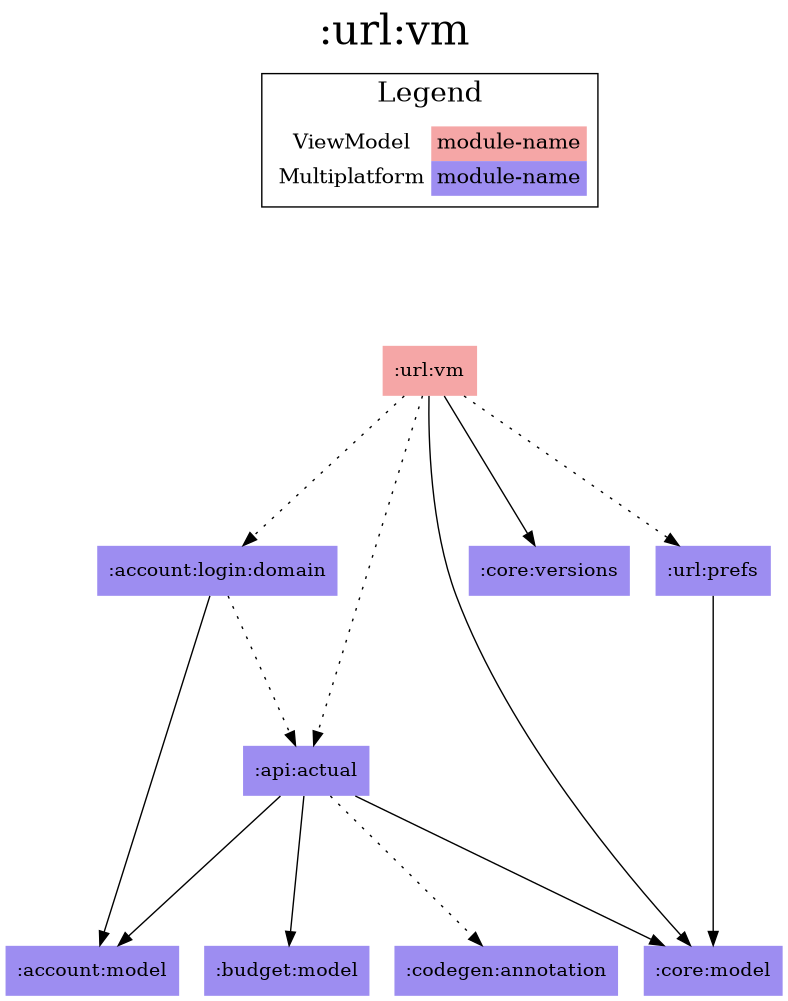 :url:vm
Legend
ViewModel module-name
Multiplatform module-name
:url:vm
:account:login:domain :core:versions :url:prefs
:api:actual
:account:model :budget:model :codegen:annotation :core:model